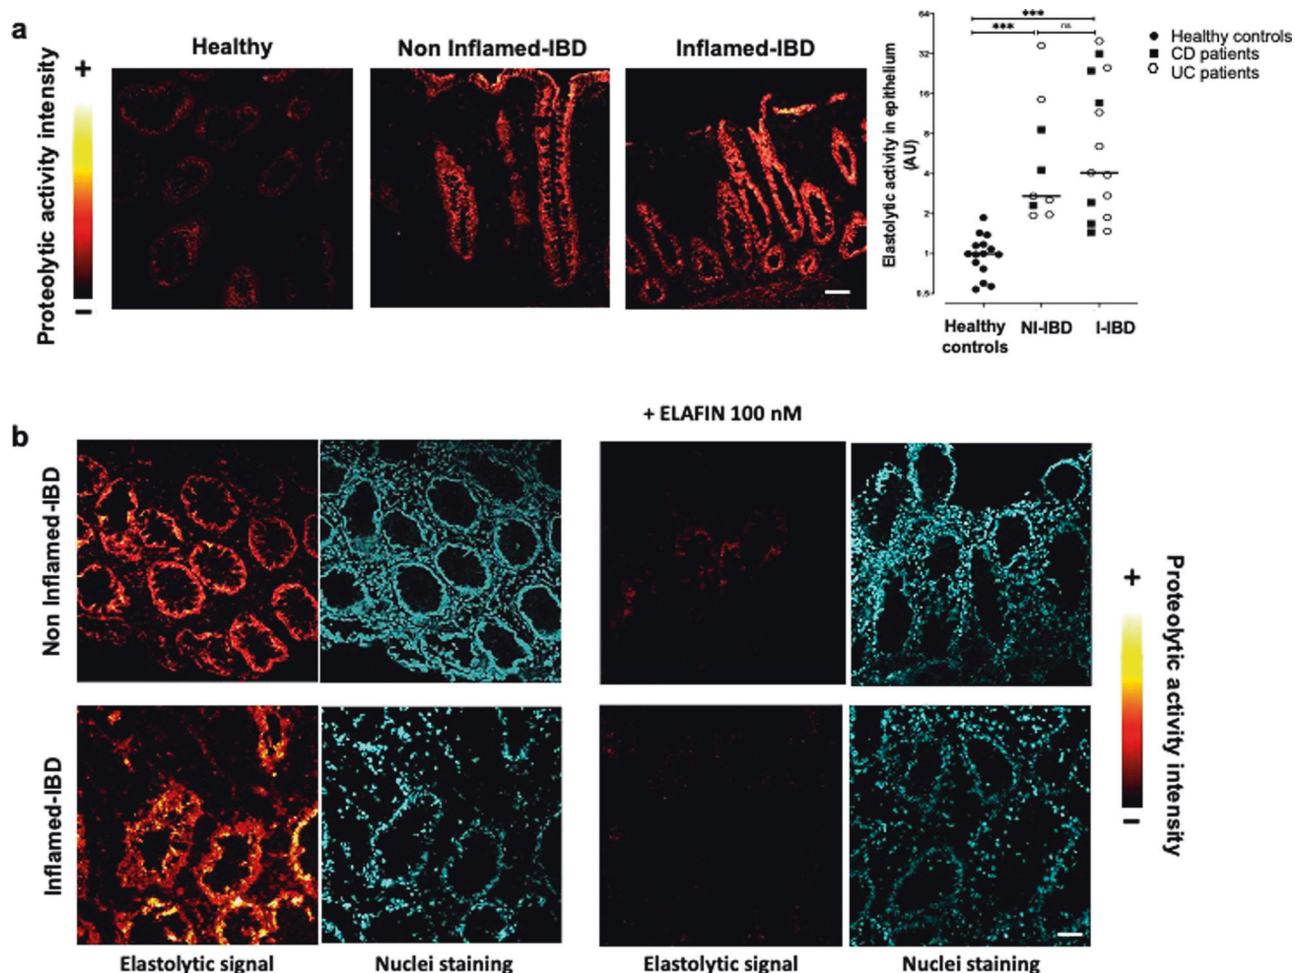 a
Healthy
Non Inflamed-IBD
Inflamed-IBD
Proteolytic activity intensity
+
−
Elastolytic activity in epithelium
(AU)
64
32
16
8
4
2
1
0.5
***
***
ns
Healthy
controls
NI-IBD
I-IBD
Healthy controls
CD patients
UC patients
b
+ ELAFIN 100 nM
Non Inflamed-IBD
Inflamed-IBD
+
−
Proteolytic activity intensity
Elastolytic signal
Nuclei staining
Elastolytic signal
Nuclei staining